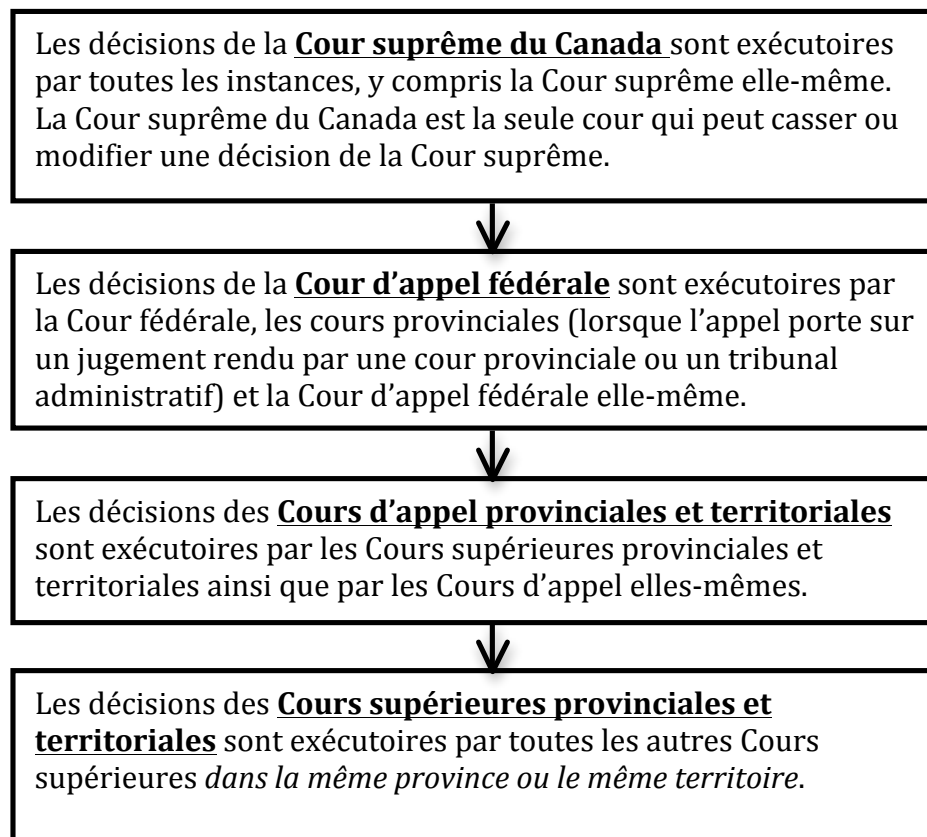 Les décisions de la Cour suprême du Canada sont exécutoires
par toutes les instances, y compris la Cour suprême elle-même.
La Cour suprême du Canada est la seule cour qui peut casser ou
modifier une décision de la Cour suprême.
Les décisions de la Cour d’appel fédérale sont exécutoires par
la Cour fédérale, les cours provinciales (lorsque l’appel porte sur
un jugement rendu par une cour provinciale ou un tribunal
administratif) et la Cour d’appel fédérale elle-même.
Les décisions des Cours d’appel provinciales et territoriales
sont exécutoires par les Cours supérieures provinciales et
territoriales ainsi que par les Cours d’appel elles-mêmes.
Les décisions des Cours supérieures provinciales et
territoriales sont exécutoires par toutes les autres Cours
supérieures dans la même province ou le même territoire.